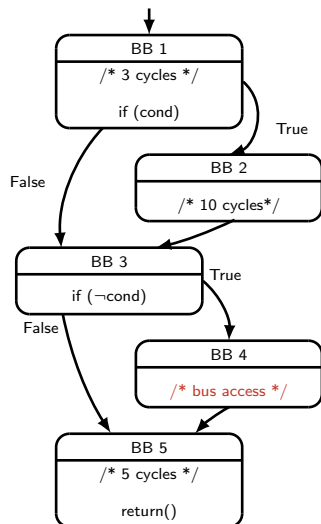 BB 1
/* 3 cycles */
if (cond)
True
False
BB 2
/* 10 cycles*/
BB 3
True
if (¬cond)
False
BB 4
/* bus access */
BB 5
/* 5 cycles */
return()